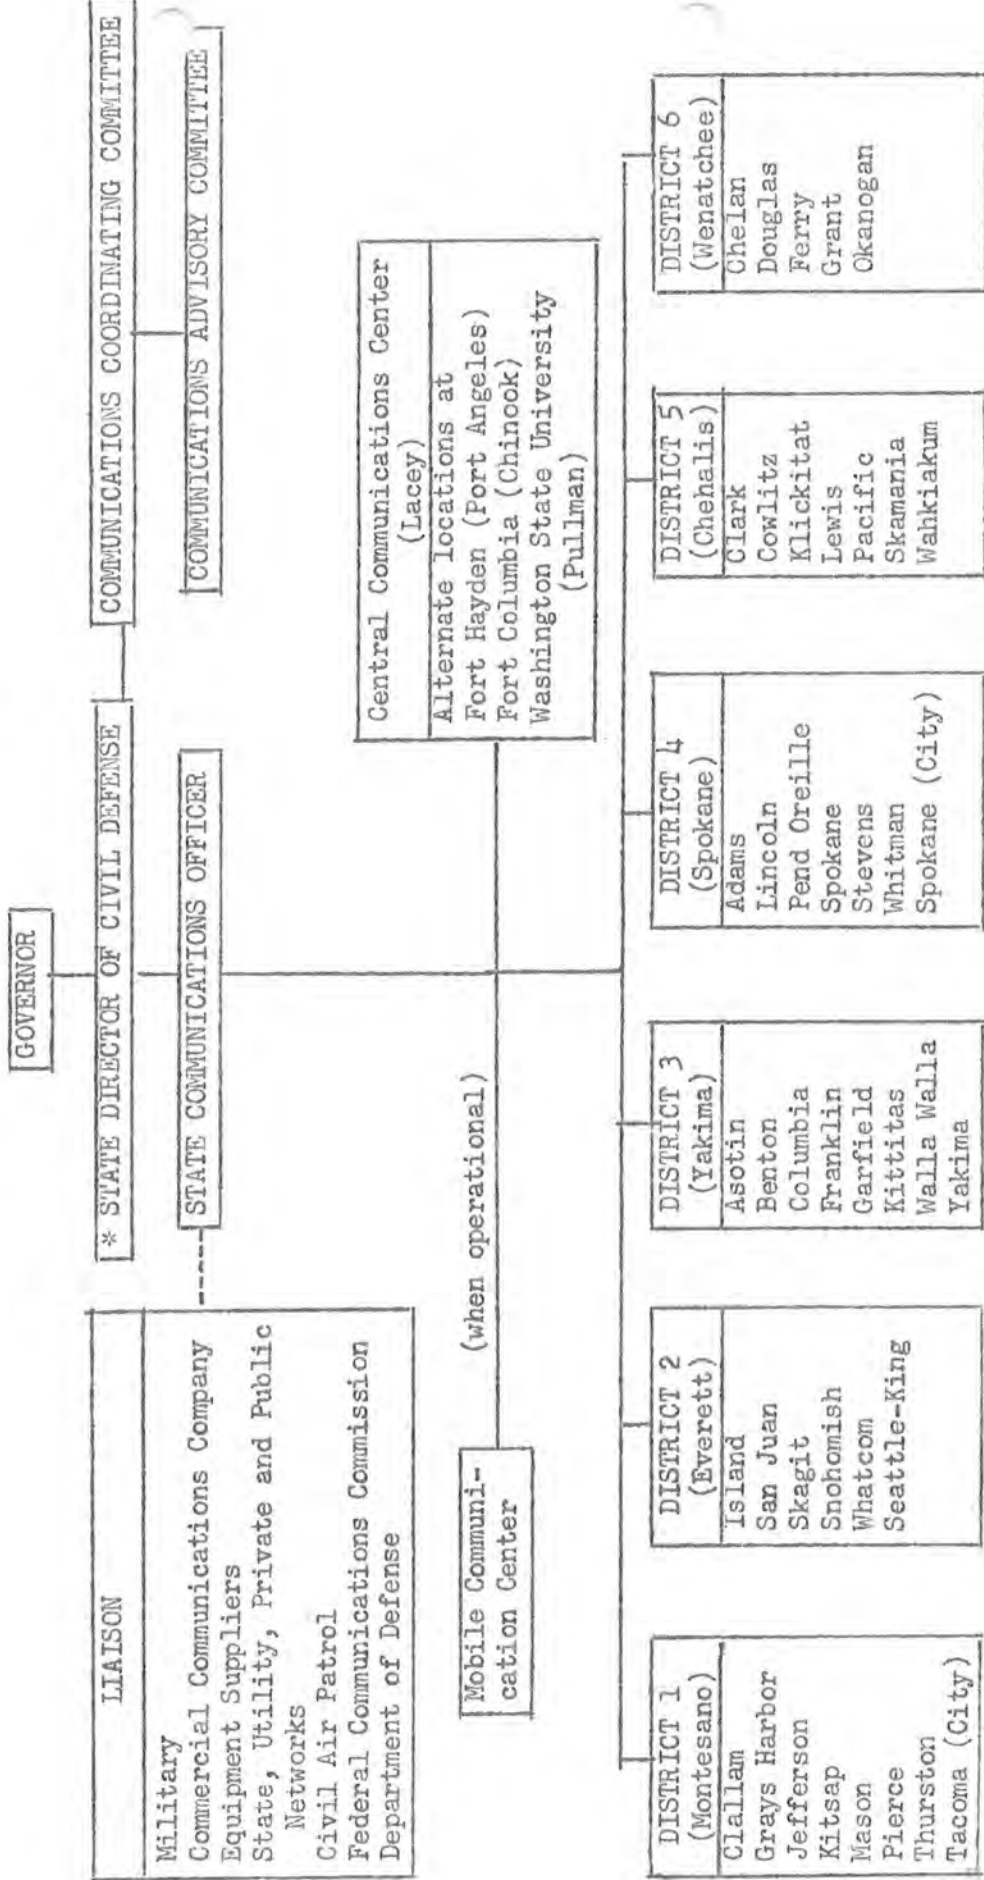 GOVERNOR
* STATE DIRECTOR OF CIVIL DEFENSE
COMMUNICATIONS COORDINATING COMMITTEE
STATE COMMUNICATIONS OFFICER
COMMUNICATIONS ADVISORY COMMITTEE
LIAISON
Military
Commercial Communications Company
Equipment Suppliers
State, Utility, Private and Public
Networks
Civil Air Patrol
Federal Communications Commission
Department of Defense
Central Communications Center
(Lacey)
Alternate locations at
Fort Hayden (Port Angeles)
Fort Columbia (Chinook)
Washington State University
(Pullman)
(when operational)
Mobile Communi-
cation Center
DISTRICT 1
(Montesano)
Clallam
Grays Harbor
Jefferson
Kitsap
Mason
Pierce
Thurston
Tacoma (City)
DISTRICT 2
(Everett)
Island
San Juan
Skagit
Snohomish
Whatcom
Seattle-King
DISTRICT 3
(Yakima)
Asotin
Benton
Columbia
Franklin
Garfield
Kittitas
Walla Walla
Yakima
DISTRICT 4
(Spokane)
Adams
Lincoln
Pend Oreille
Spokane
Stevens
Whitman
Spokane (City)
DISTRICT 5
(Chehalis)
Clark
Cowlitz
Klickitat
Lewis
Pacific
Skamania
Wahkiakum
DISTRICT 6
(Wenatchee)
Chelan
Douglas
Ferry
Grant
Okanogan